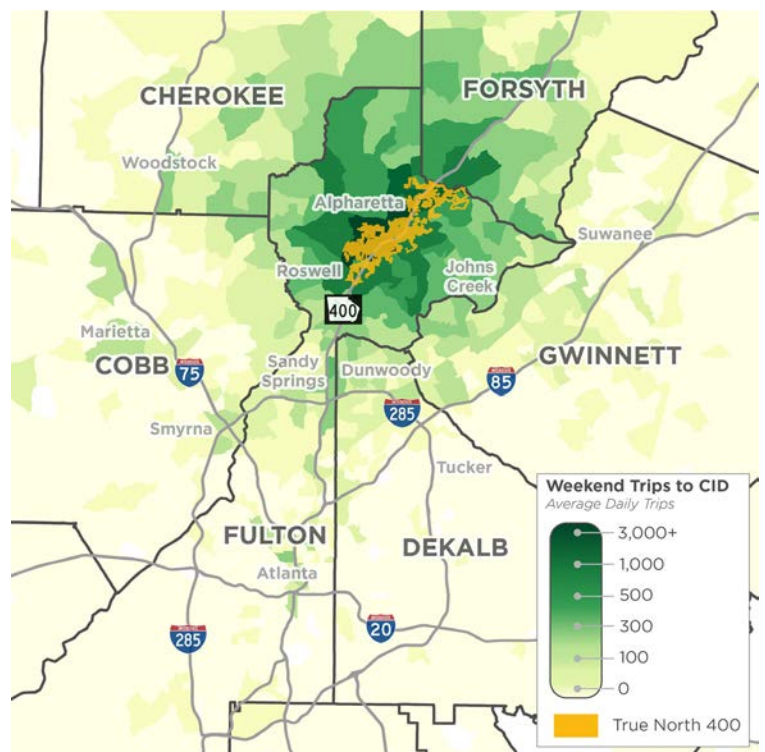 CHEROKEE
FORSYTH
Woodstock
Alpharetta
Suwanee
Roswell
Johns
Creek
400
Marietta
COBB
75
Sandy
Springs
Dunwoody
GWINNETT
85
285
Smyrna
Tucker
FULTON
DEKALB
Atlanta
285
20
Weekend Trips to CID
Average Daily Trips
3,000+
1,000
500
300
100
0
True North 400